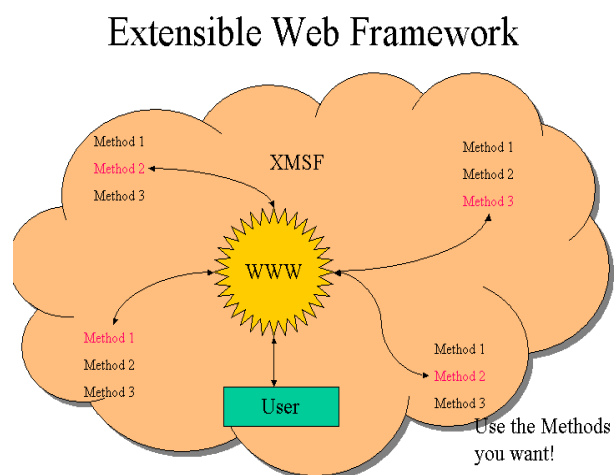 Extensible Web Framework
Method 1
Method 2
Method 3
XMSF
Method 1
Method 2
Method 3
WWW
Method 1
Method 2
Method 3
Method 1
Method 2
Method 3
User
Use the Methods
you want!